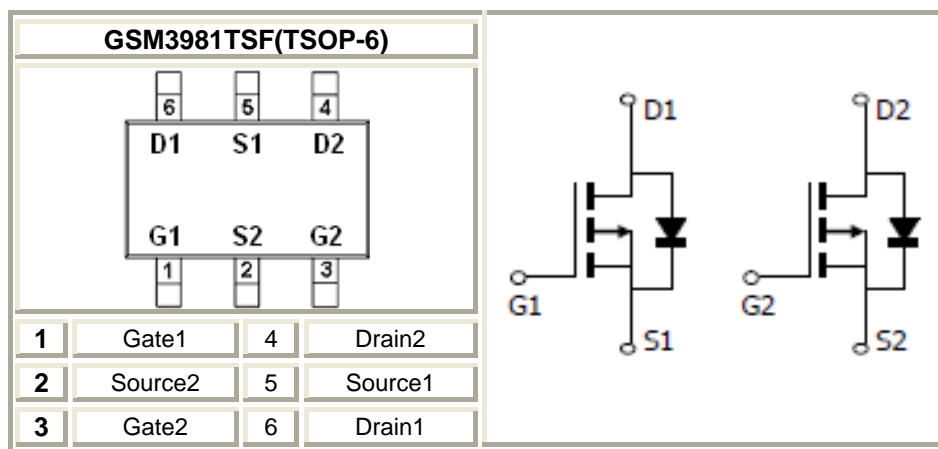 GSM3981TSF(TSOP-6)
6 5 4
D1 S1 D2
G1 S2 G2
1 2 3
1 Gate1 4 Drain2
2 Source2 5 Source1
3 Gate2 6 Drain1
D1 D2
G1 G2
S1 S2